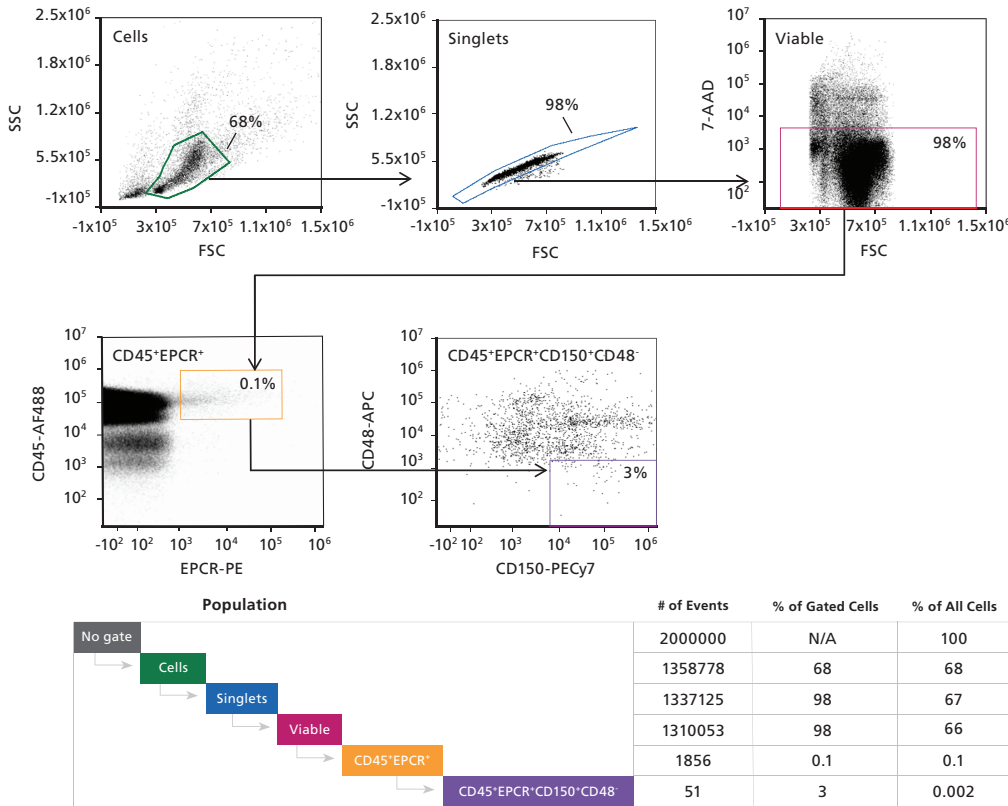 Cells
2.5x10⁶
1.8x10⁶
1.2x10⁶
5.5x10⁵
-1x10⁵
SSC
68%
-1x10⁵ 3x10⁵ 7x10⁵ 1.1x10⁶ 1.5x10⁶
FSC
Singlets
2.5x10⁶
1.8x10⁶
1.2x10⁶
5.5x10⁵
-1x10⁵
SSC
98%
-1x10⁵ 3x10⁵ 7x10⁵ 1.1x10⁶ 1.5x10⁶
FSC
Viable
10⁷
10⁶
10⁵
10⁴
10³
10²
7-AAD
98%
-1x10⁵ 3x10⁵ 7x10⁵ 1.1x10⁶ 1.5x10⁶
FSC
CD45⁺EPCR⁺
10⁷
10⁶
10⁵
10⁴
10³
10²
CD45-AF488
0.1%
-10² 10² 10³ 10⁴ 10⁵ 10⁶
EPCR-PE
CD45⁺EPCR⁺CD150⁺CD48⁻
10⁷
10⁶
10⁵
10⁴
10³
10²
CD48-APC
3%
-10² 10² 10³ 10⁴ 10⁵ 10⁶
CD150-PECy7
Population # of Events % of Gated Cells % of All Cells
No gate 2000000 N/A 100
Cells 1358778 68 68
Singlets 1337125 98 67
Viable 1310053 98 66
CD45⁺EPCR⁺ 1856 0.1 0.1
CD45⁺EPCR⁺CD150⁺CD48⁻ 51 3 0.002